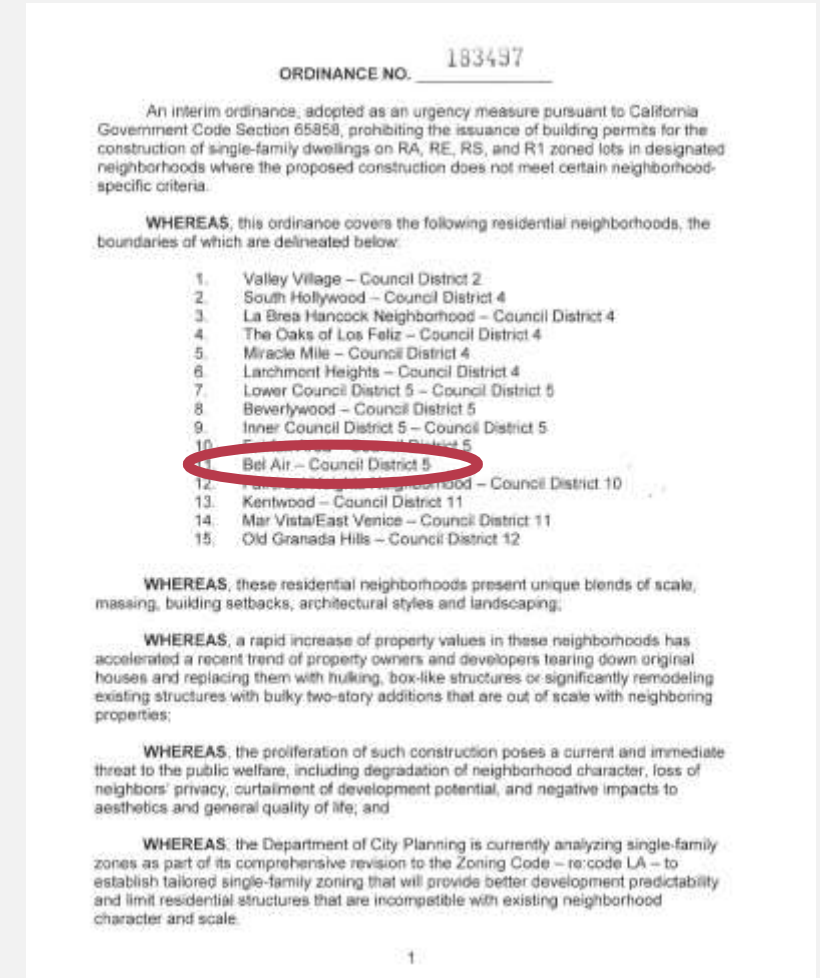 183497
ORDINANCE NO.
An interim ordinance, adopted as an urgency measure pursuant to California
Government Code Section 65858, prohibiting the issuance of building permits for the
construction of single-family dwellings on RA, RE, RS, and R1 zoned lots in designated
neighborhoods where the proposed construction does not meet certain neighborhood-
specific criteria.
WHEREAS, this ordinance covers the following residential neighborhoods, the
boundaries of which are delineated below:
1. Valley Village – Council District 2
2. South Hollywood – Council District 4
3. La Brea Hancock Neighborhood – Council District 4
4. The Oaks of Los Feliz – Council District 4
5. Miracle Mile – Council District 4
6. Larchmont Heights – Council District 4
7. Lower Council District 5 – Council District 5
8. Beverlywood – Council District 5
9. Inner Council District 5 – Council District 5
10. – Council District 5
11. Bel Air – Council District 5
12. Neighborhood – Council District 10
13. Kentwood – Council District 11
14. Mar Vista/East Venice – Council District 11
15. Old Granada Hills – Council District 12
WHEREAS, these residential neighborhoods present unique blends of scale,
massing, building setbacks, architectural styles and landscaping;
WHEREAS, a rapid increase of property values in these neighborhoods has
accelerated a recent trend of property owners and developers tearing down original
houses and replacing them with hulking, box-like structures or significantly remodeling
existing structures with bulky two-story additions that are out of scale with neighboring
properties;
WHEREAS, the proliferation of such construction poses a current and immediate
threat to the public welfare, including degradation of neighborhood character, loss of
neighbors' privacy, curtailment of development potential, and negative impacts to
aesthetics and general quality of life; and
WHEREAS, the Department of City Planning is currently analyzing single-family
zones as part of its comprehensive revision to the Zoning Code – re:code LA – to
establish tailored single-family zoning that will provide better development predictability
and limit residential structures that are incompatible with existing neighborhood
character and scale.
1